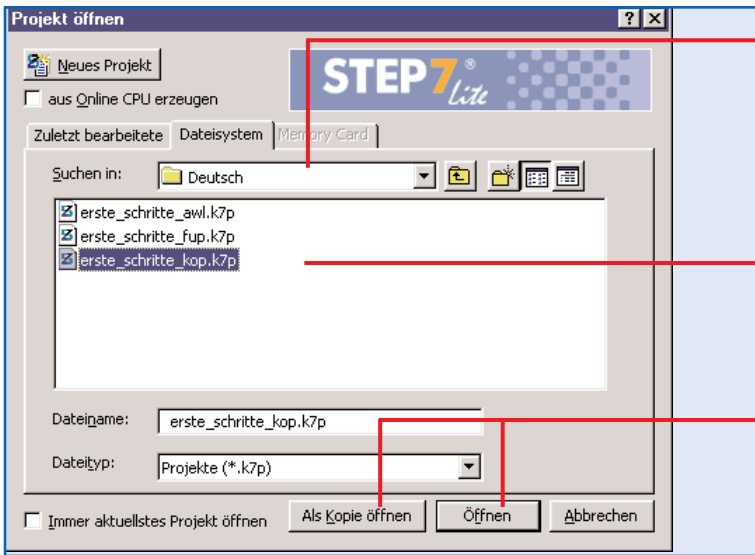 Projekt öffnen
Neues Projekt
STEP 7® Lite
aus Online CPU erzeugen
Zuletzt bearbeitete Dateisystem Memory Card
Suchen in: Deutsch
erste_schritte_awl.k7p
erste_schritte_fup.k7p
erste_schritte_kop.k7p
Dateiname: erste_schritte_kop.k7p
Dateityp: Projekte (*.k7p)
Immer aktuellstes Projekt öffnen Als Kopie öffnen Öffnen Abbrechen